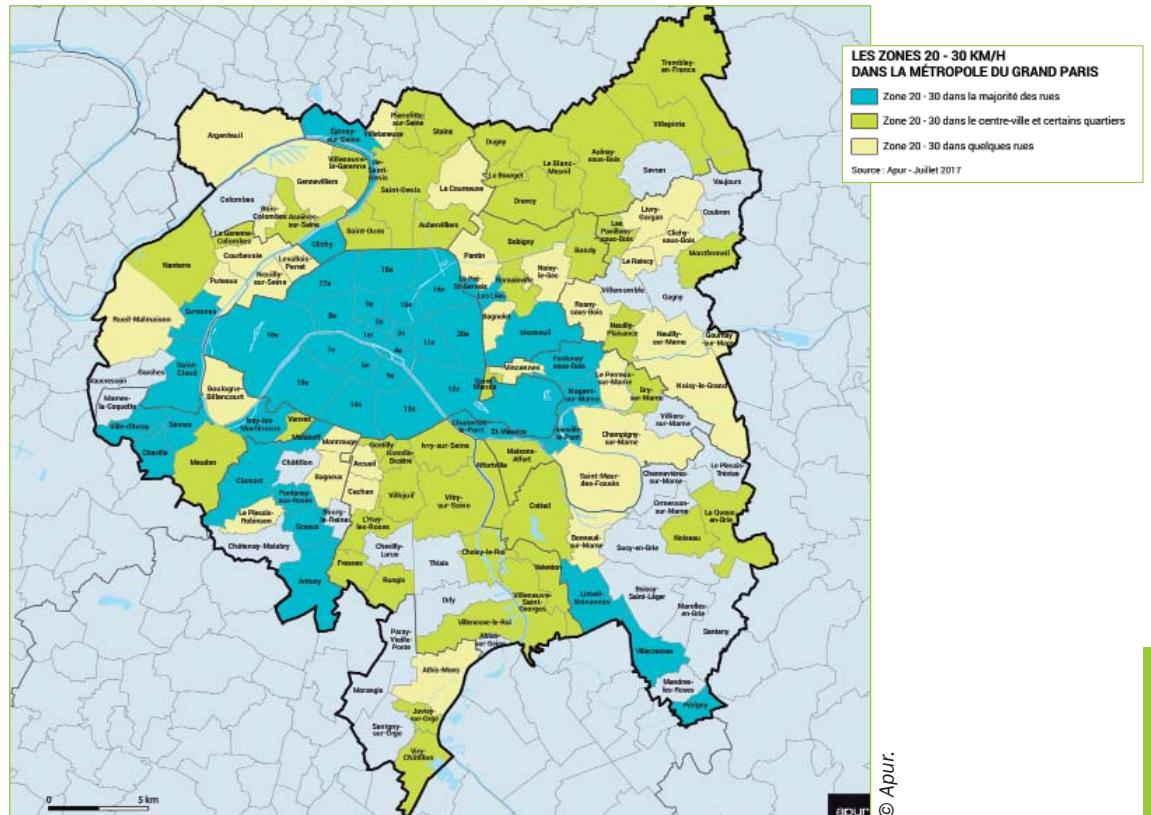 LES ZONES 20 - 30 KM/H
DANS LA MÉTROPOLE DU GRAND PARIS
Zone 20 - 30 dans la majorité des rues
Zone 20 - 30 dans le centre-ville et certains quartiers
Zone 20 - 30 dans quelques rues
Source : Apur - Juillet 2017
Tremblay-
en-France
Villepinte
Argenteuil
Épinay-
sur-Seine
Villetaneuse
Pierrefitte-
sur-Seine
Stains
Dugny
Aulnay-
sous-Bois
Sevran
Vaujours
Coubron
Villeneuve-
la-Garenne
Île-
Saint-
Denis
Saint-Denis
La Courneuve
Le Bourget
Le Blanc-
Mesnil
Drancy
Gennevilliers
Colombes
Bois-
Colombes
Asnières-
sur-Seine
Saint-Ouen
Aubervilliers
Bobigny
Les
Pavillons-
sous-Bois
Livry-
Gargan
Clichy-
sous-Bois
Montfermeil
La Garenne-
Colombes
Clichy
Pantin
Bondy
Le Raincy
Nanterre
Courbevoie
Levallois-
Perret
Neuilly-
sur-Seine
Puteaux
Le Pré-
St-Gervais
Les Lilas
Romainville
Noisy-
le-Sec
Villemomble
Gagny
Rueil-Malmaison
Suresnes
Bagnolet
Montreuil
Rosny-
sous-Bois
Neuilly-
Plaisance
Neuilly-
sur-Marne
Gournay-
sur-Marne
17e
18e
19e
8e
9e
10e
1er
3e
11e
20e
7e
4e
15e
14e
13e
12e
Garches
Saint-
Cloud
Vaucresson
Marnes-
la-Coquette
Boulogne-
Billancourt
Vincennes
Fontenay-
sous-Bois
Saint-
Mandé
Le Perreux-
sur-Marne
Noisy-le-Grand
Nogent-
sur-Marne
Bry-
sur-Marne
Ville-d'Avray
Sèvres
Issy-les-
Moulineaux
Vanves
Malakoff
Charenton-
le-Pont
St-Maurice
Joinville-
le-Pont
Villiers-
sur-Marne
Chaville
Meudon
Montrouge
Gentilly
Kremlin-
Bicêtre
Ivry-sur-Seine
Alfortville
Maisons-
Alfort
Champigny-
sur-Marne
Clamart
Châtillon
Arcueil
Bagneux
Cachan
Villejuif
Vitry-
sur-Seine
Créteil
Saint-Maur-
des-Fossés
Chennevières-
sur-Marne
Le Plessis-
Trévise
Fontenay-
aux-Roses
Le Plessis-
Robinson
Sceaux
Bourg-
la-Reine
L'Haÿ-
les-Roses
Bonneuil-
sur-Marne
Ormesson-
sur-Marne
La Queue-
en-Brie
Noiseau
Sucy-en-Brie
Châtenay-Malabry
Chevilly-
Larue
Thiais
Choisy-le-Roi
Valenton
Antony
Fresnes
Rungis
Orly
Villeneuve-
Saint-
Georges
Limeil-
Brévannes
Boissy-
Saint-Léger
Marolles-
en-Brie
Santeny
Villeneuve-le-Roi
Ablon-
sur-Seine
Paray-
Vieille-
Poste
Villecresnes
Mandres-
les-Roses
Périgny
Athis-Mons
Morangis
Juvisy-
sur-Orge
Savigny-
sur-Orge
Viry-
Châtillon
0 5 km
apur
© Apur.